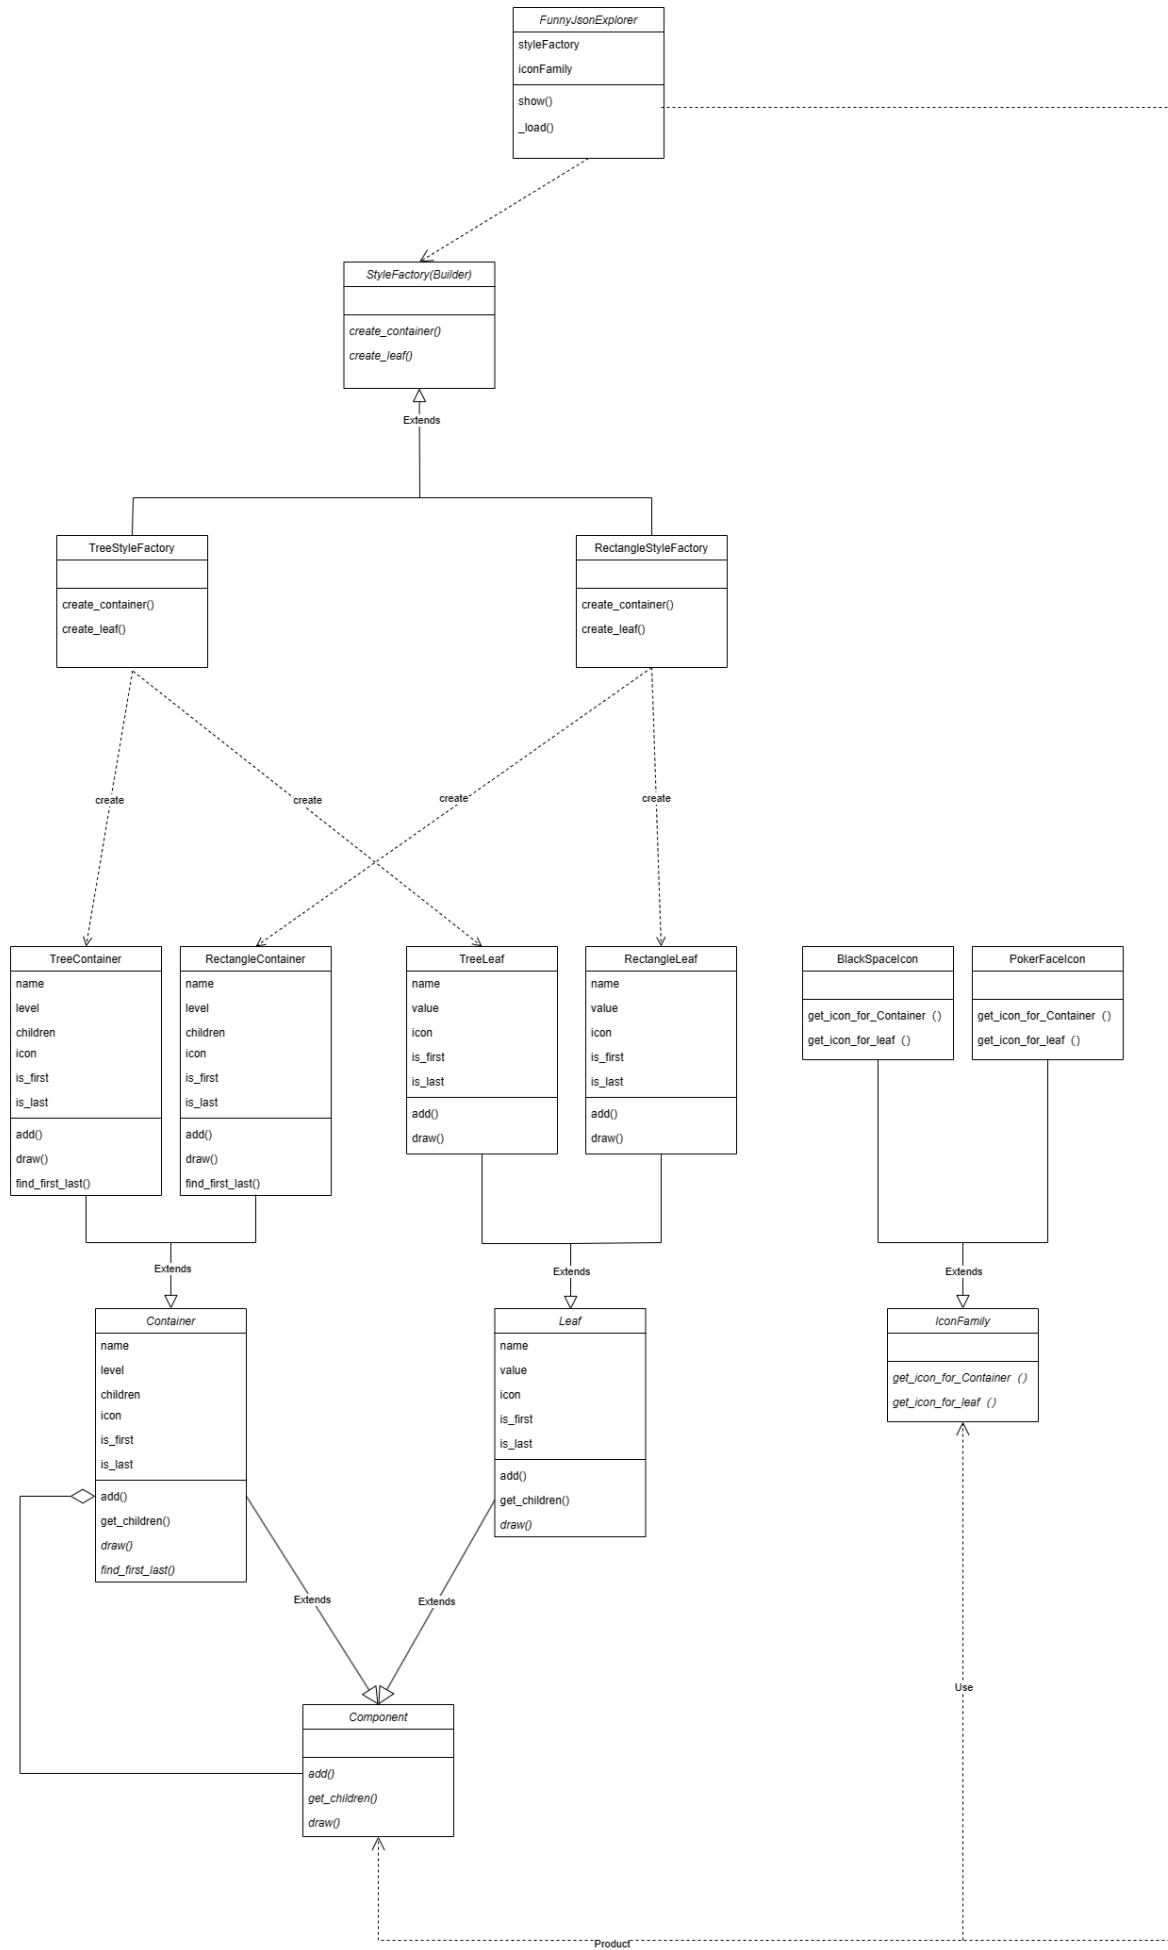 FunnyJsonExplorer
styleFactory
iconFamily
show()
_load()
StyleFactory(Builder)
create_container()
create_leaf()
Extends
TreeStyleFactory
create_container()
create_leaf()
RectangleStyleFactory
create_container()
create_leaf()
create
create
create
create
TreeContainer
name
level
children
icon
is_first
is_last
add()
draw()
find_first_last()
RectangleContainer
name
level
children
icon
is_first
is_last
add()
draw()
find_first_last()
TreeLeaf
name
value
icon
is_first
is_last
add()
draw()
RectangleLeaf
name
value
icon
is_first
is_last
add()
draw()
BlackSpaceIcon
get_icon_for_Container（）
get_icon_for_leaf（）
PokerFaceIcon
get_icon_for_Container（）
get_icon_for_leaf（）
Extends
Extends
Extends
Container
name
level
children
icon
is_first
is_last
add()
get_children()
draw()
find_first_last()
Leaf
name
value
icon
is_first
is_last
add()
get_children()
draw()
IconFamily
get_icon_for_Container（）
get_icon_for_leaf（）
Extends
Extends
Use
Component
add()
get_children()
draw()
Product